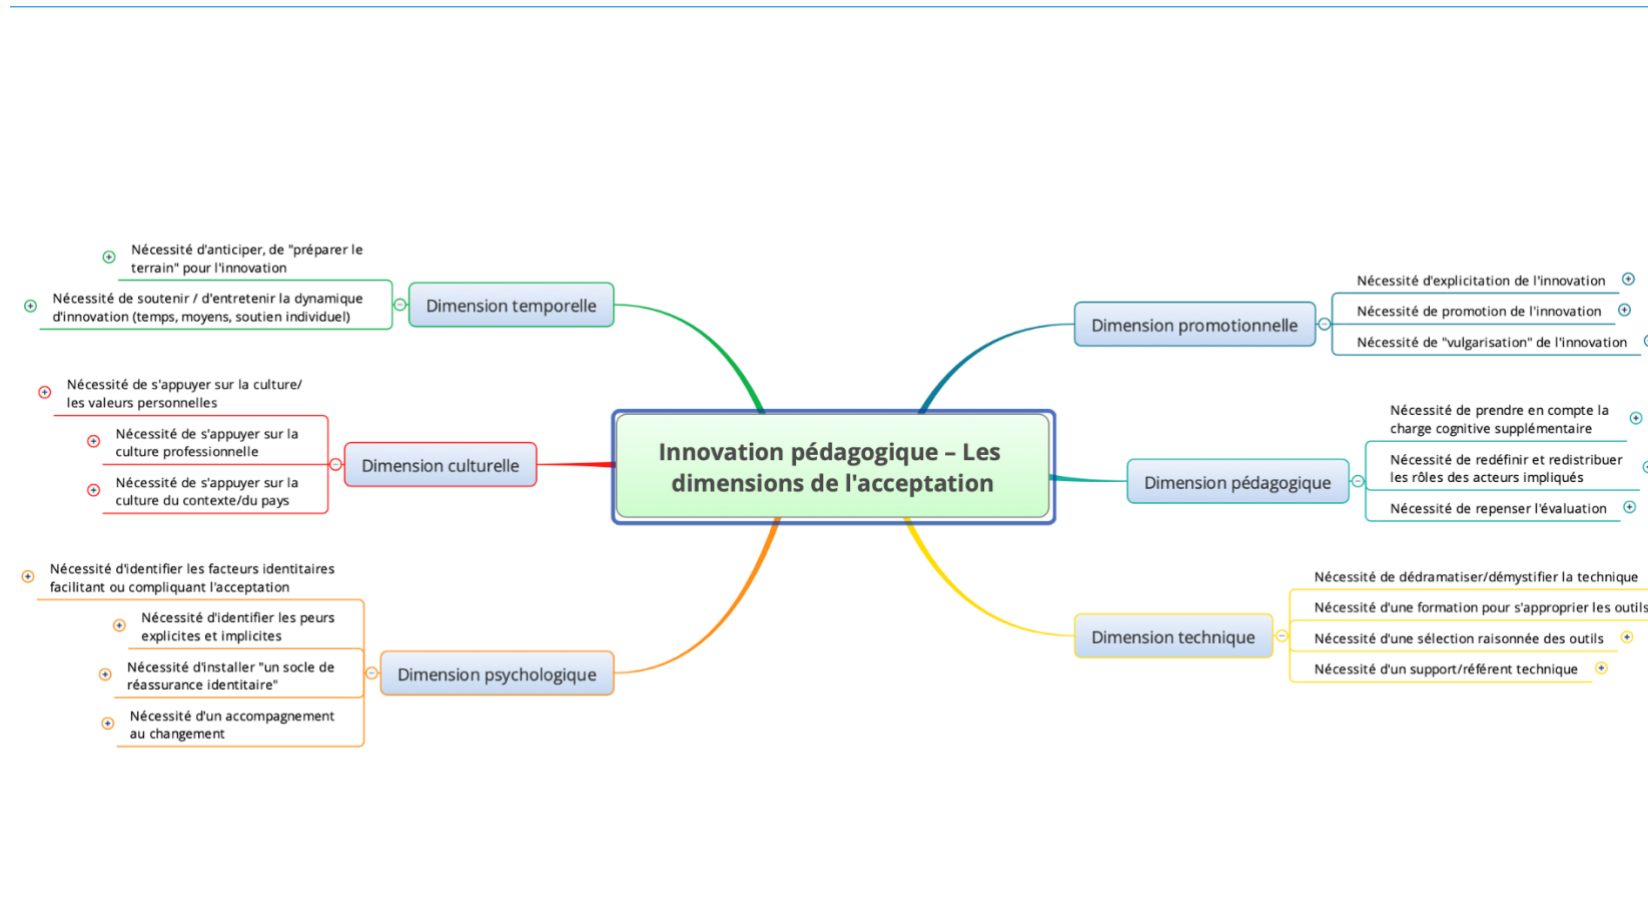 Innovation pédagogique – Les
dimensions de l'acceptation
Dimension temporelle
Nécessité d'anticiper, de "préparer le
terrain" pour l'innovation
Nécessité de soutenir / d'entretenir la dynamique
d'innovation (temps, moyens, soutien individuel)
Dimension culturelle
Nécessité de s'appuyer sur la culture/
les valeurs personnelles
Nécessité de s'appuyer sur la
culture professionnelle
Nécessité de s'appuyer sur la
culture du contexte/du pays
Dimension psychologique
Nécessité d'identifier les facteurs identitaires
facilitant ou compliquant l'acceptation
Nécessité d'identifier les peurs
explicites et implicites
Nécessité d'installer "un socle de
réassurance identitaire"
Nécessité d'un accompagnement
au changement
Dimension promotionnelle
Nécessité d'explicitation de l'innovation
Nécessité de promotion de l'innovation
Nécessité de "vulgarisation" de l'innovation
Dimension pédagogique
Nécessité de prendre en compte la
charge cognitive supplémentaire
Nécessité de redéfinir et redistribuer
les rôles des acteurs impliqués
Nécessité de repenser l'évaluation
Dimension technique
Nécessité de dédramatiser/démystifier la technique
Nécessité d'une formation pour s'approprier les outils
Nécessité d'une sélection raisonnée des outils
Nécessité d'un support/référent technique